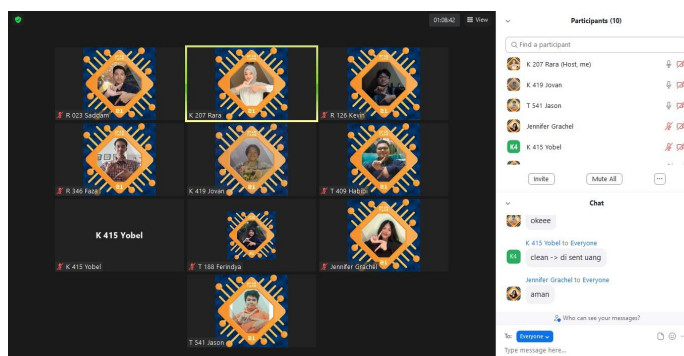 01:08:42 View
R 023 Saddam
K 207 Rara
R 126 Kevin
R 346 Faza
K 419 Jovan
T 409 Habibi
K 415 Yobel
K 415 Yobel
T 188 Ferindya
Jennifer Grachel
T 541 Jason
Participants (10)
Find a participant
K 207 Rara (Host, me)
K 419 Jovan
T 541 Jason
Jennifer Grachel
K4 K 415 Yobel
Invite Mute All ...
Chat
okeee
K 415 Yobel to Everyone
K4 clean -> di sent uang
Jennifer Grachel to Everyone
aman
Who can see your messages?
To: Everyone
Type message here...